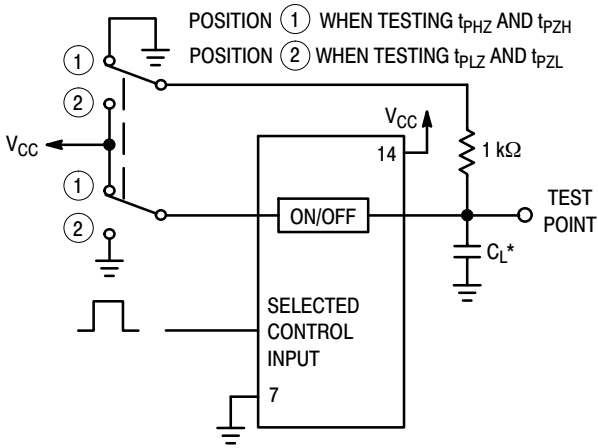 POSITION 1 WHEN TESTING tPHZ AND tPZH
POSITION 2 WHEN TESTING tPLZ AND tPZL
1
2
VCC
1
2
VCC
14
1 kΩ
ON/OFF
TEST
POINT
CL*
SELECTED
CONTROL
INPUT
7